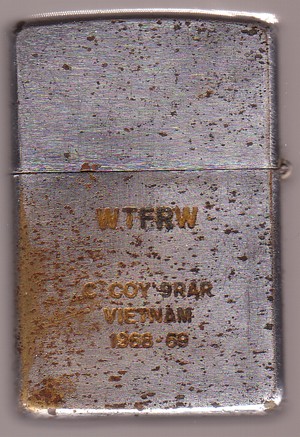 WTFRW
C COY 9RAR
VIETNAM
1968-69